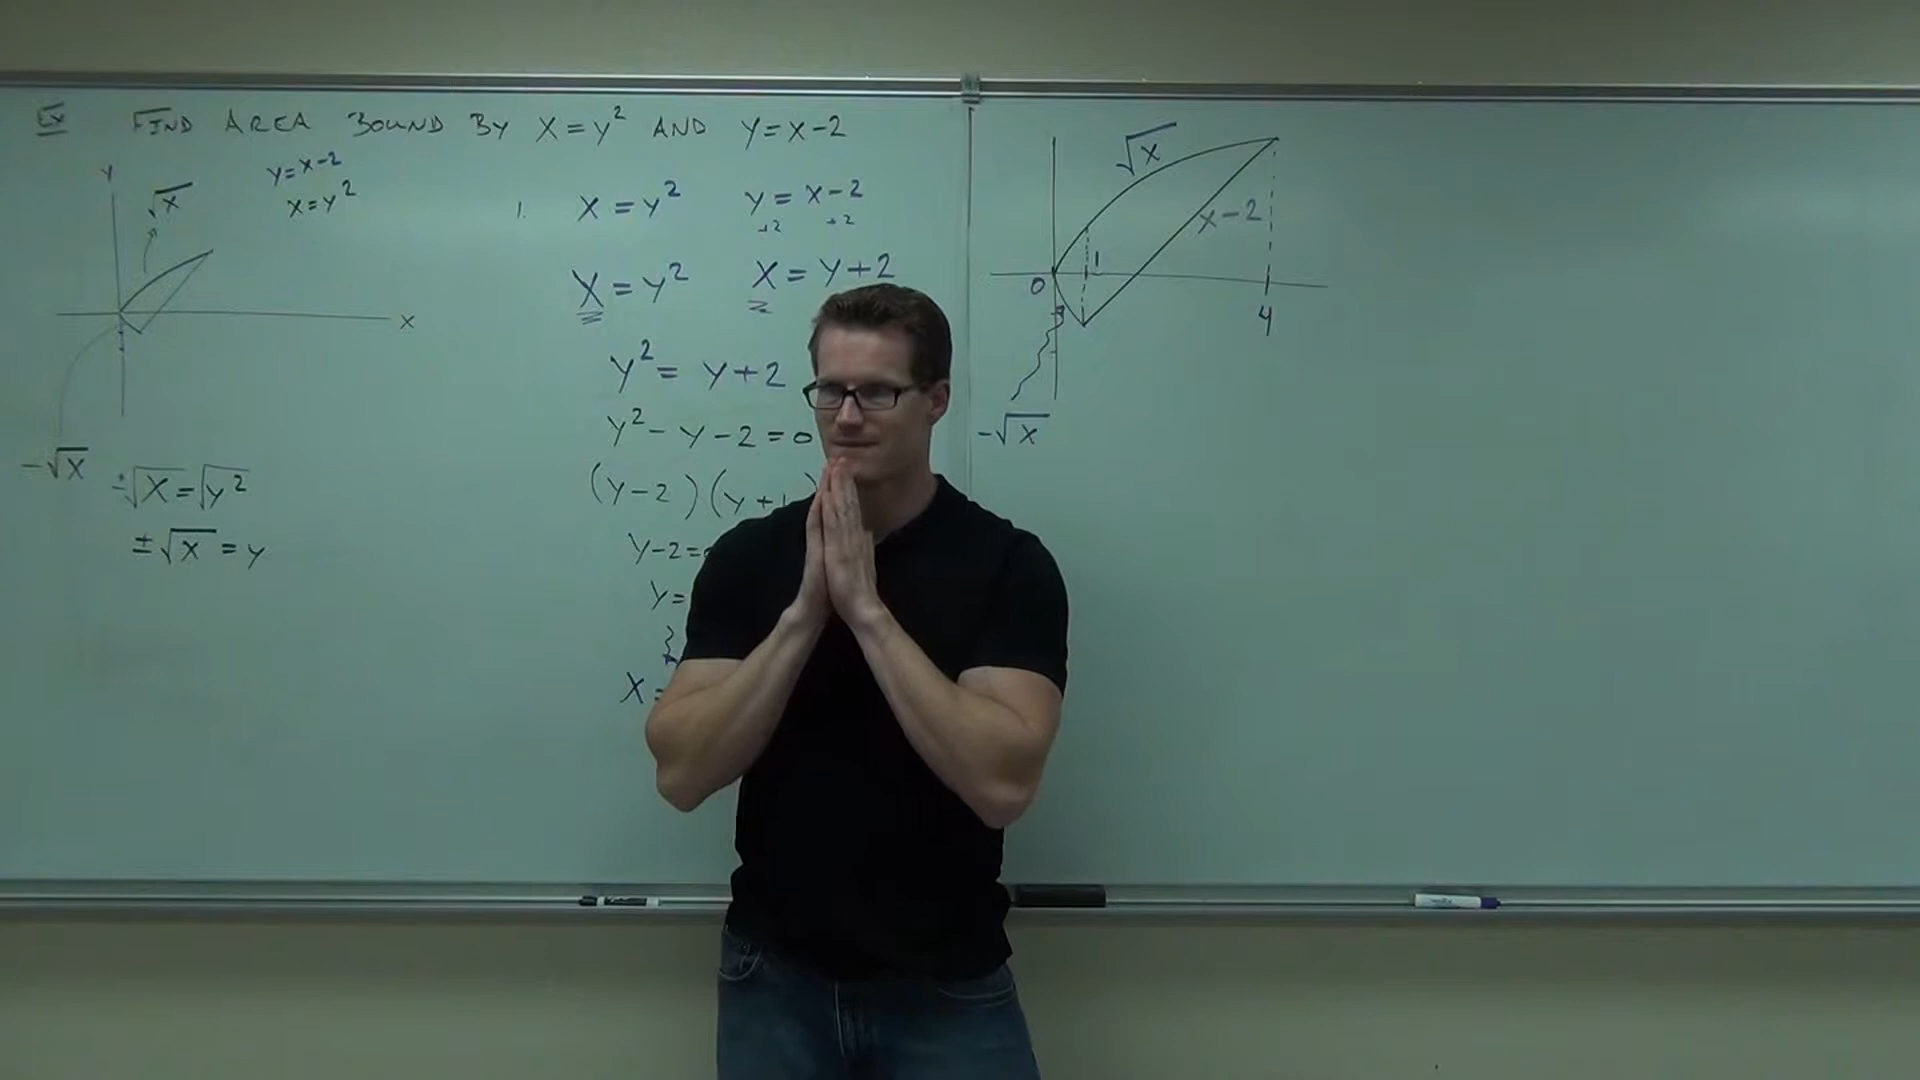 Ex FIND AREA BOUND BY X = y² AND y = x-2
y
y = x-2
x = y²
√x
x
-√x
±√x = √y²
±√x = y
1. X = y² y = x-2
+2 +2
X = y² X = y+2
y² = y+2
y² - y - 2 = 0
(y-2)(y+1
y-2=
y=
x=
√x
x-2
1
0
4
-√x